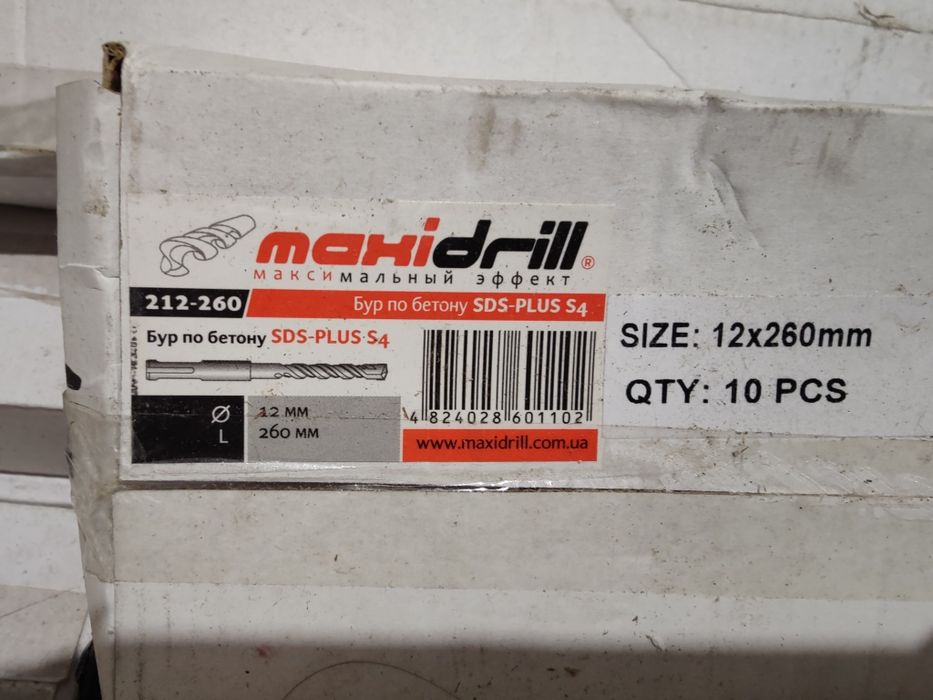 maxidrill®
максимальный эффект
212-260 Бур по бетону SDS-PLUS S4
Бур по бетону SDS-PLUS S4
Ø 12 мм
L 260 мм
4 824028 601102
www.maxidrill.com.ua
SIZE: 12x260mm
QTY: 10 PCS